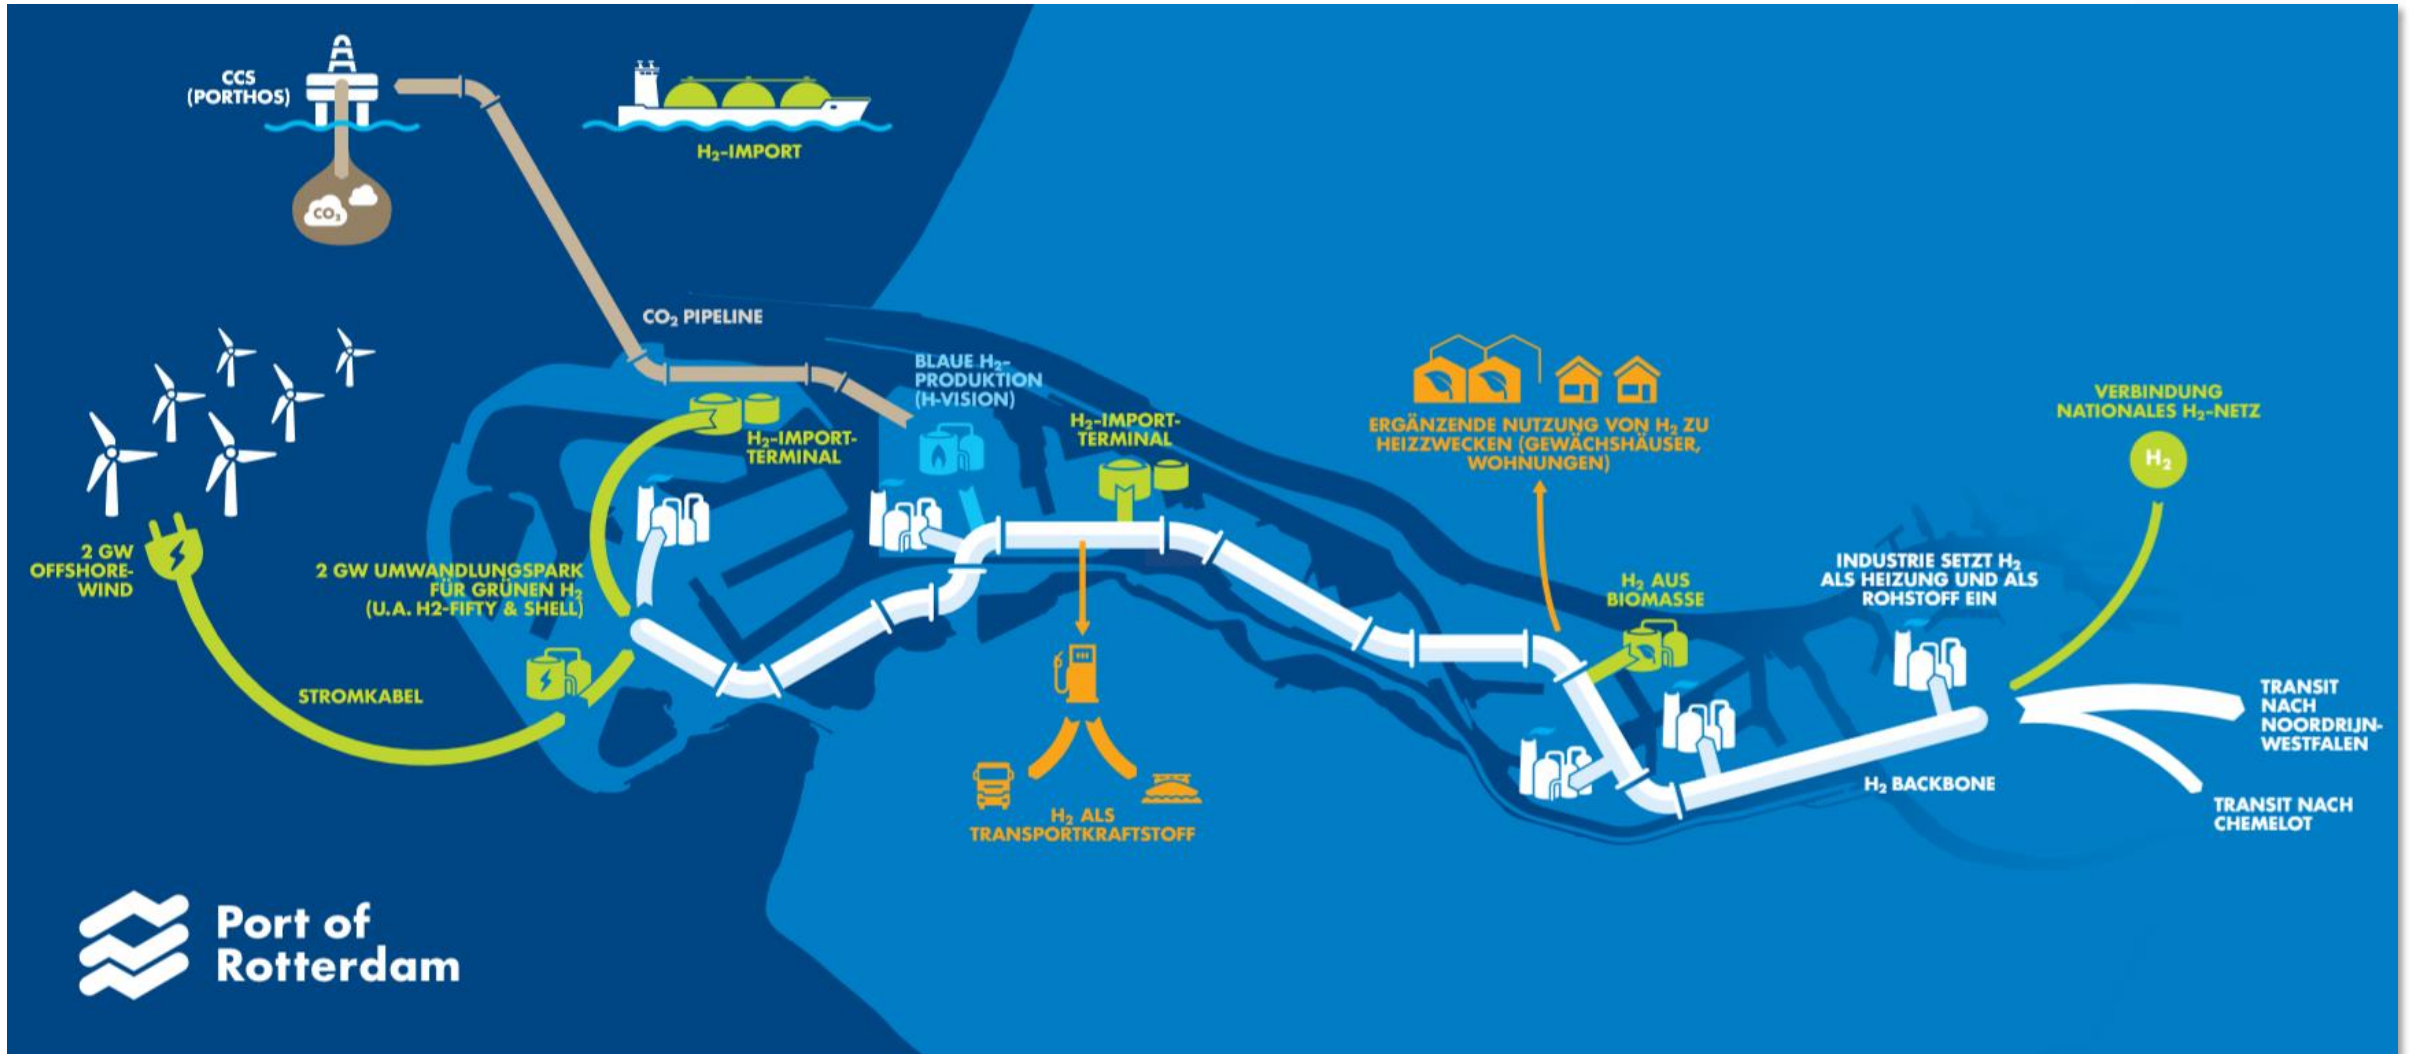 CCS
(PORTHOS)
CO₂
H₂-IMPORT
CO₂ PIPELINE
BLAUE H₂-
PRODUKTION
(H-VISION)
H₂-IMPORT-
TERMINAL
H₂-IMPORT-
TERMINAL
ERGÄNZENDE NUTZUNG VON H₂ ZU
HEIZZWECKEN (GEWÄCHSHÄUSER,
WOHNUNGEN)
VERBINDUNG
NATIONALES H₂-NETZ
H₂
2 GW
OFFSHORE-
WIND
2 GW UMWANDLUNGSPARK
FÜR GRÜNEN H₂
(U.A. H2-FIFTY & SHELL)
STROMKABEL
H₂ AUS
BIOMASSE
INDUSTRIE SETZT H₂
ALS HEIZUNG UND ALS
ROHSTOFF EIN
TRANSIT
NACH
NOORDRIJN-
WESTFALEN
H₂ BACKBONE
TRANSIT NACH
CHEMELOT
H₂ ALS
TRANSPORTKRAFTSTOFF
Port of
Rotterdam